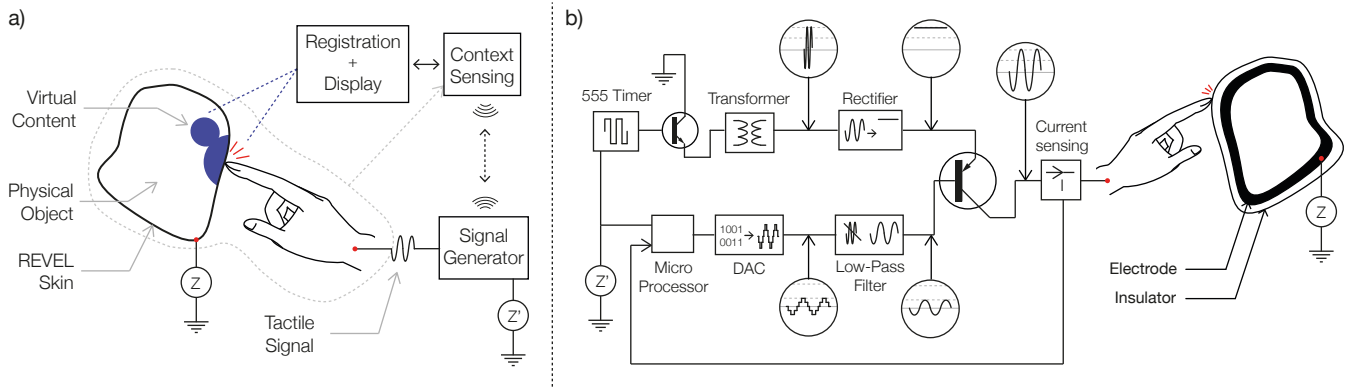 a)
Registration
+
Display
Context
Sensing
Virtual
Content
Physical
Object
REVEL
Skin
Z
Tactile
Signal
Signal
Generator
Z'
b)
555 Timer
Transformer
Rectifier
Current
sensing
I
Micro
Processor
1001
0011
DAC
Low-Pass
Filter
Z'
Electrode
Insulator
Z